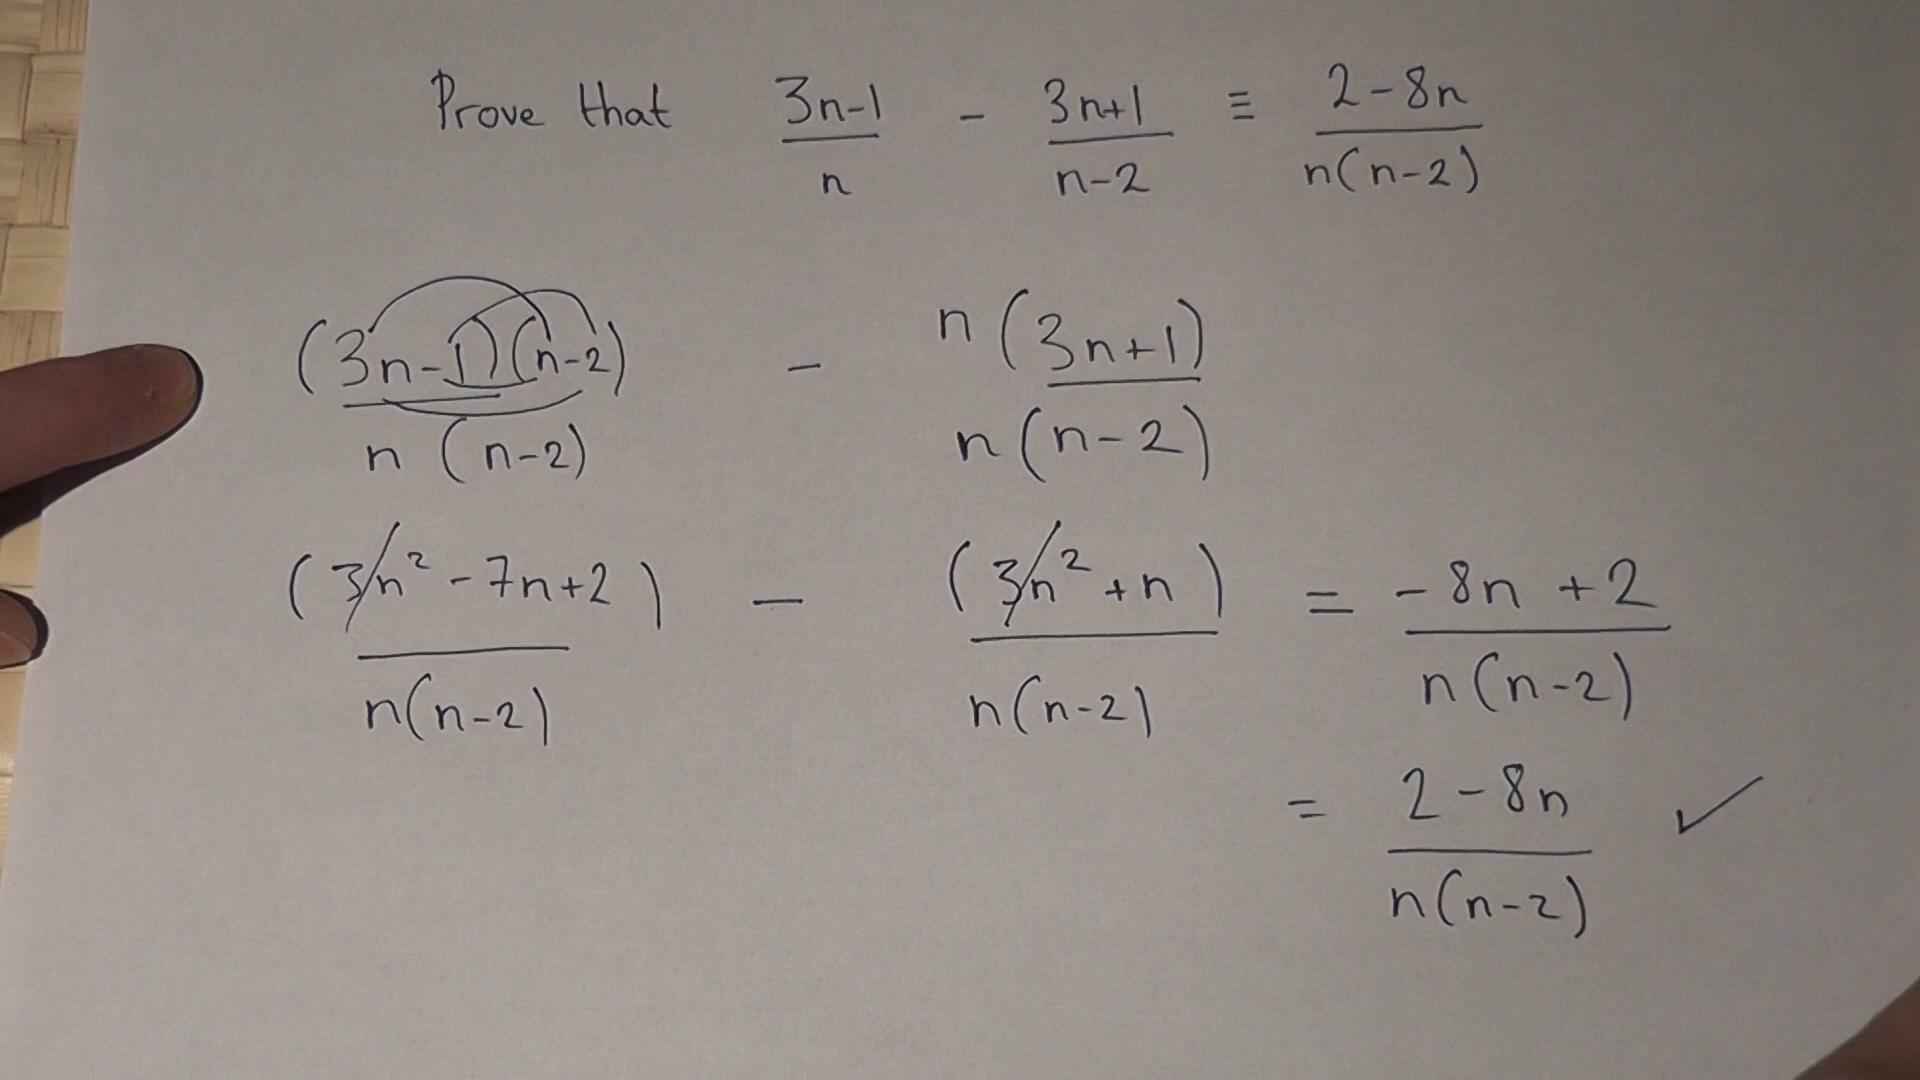 Prove that 3n-1/n - 3n+1/n-2 ≡ 2-8n/n(n-2)
(3n-1)(n-2)/n(n-2) - n(3n+1)/n(n-2)
(3n²-7n+2)/n(n-2) - (3n²+n)/n(n-2) = -8n+2/n(n-2)
= 2-8n/n(n-2) ✓